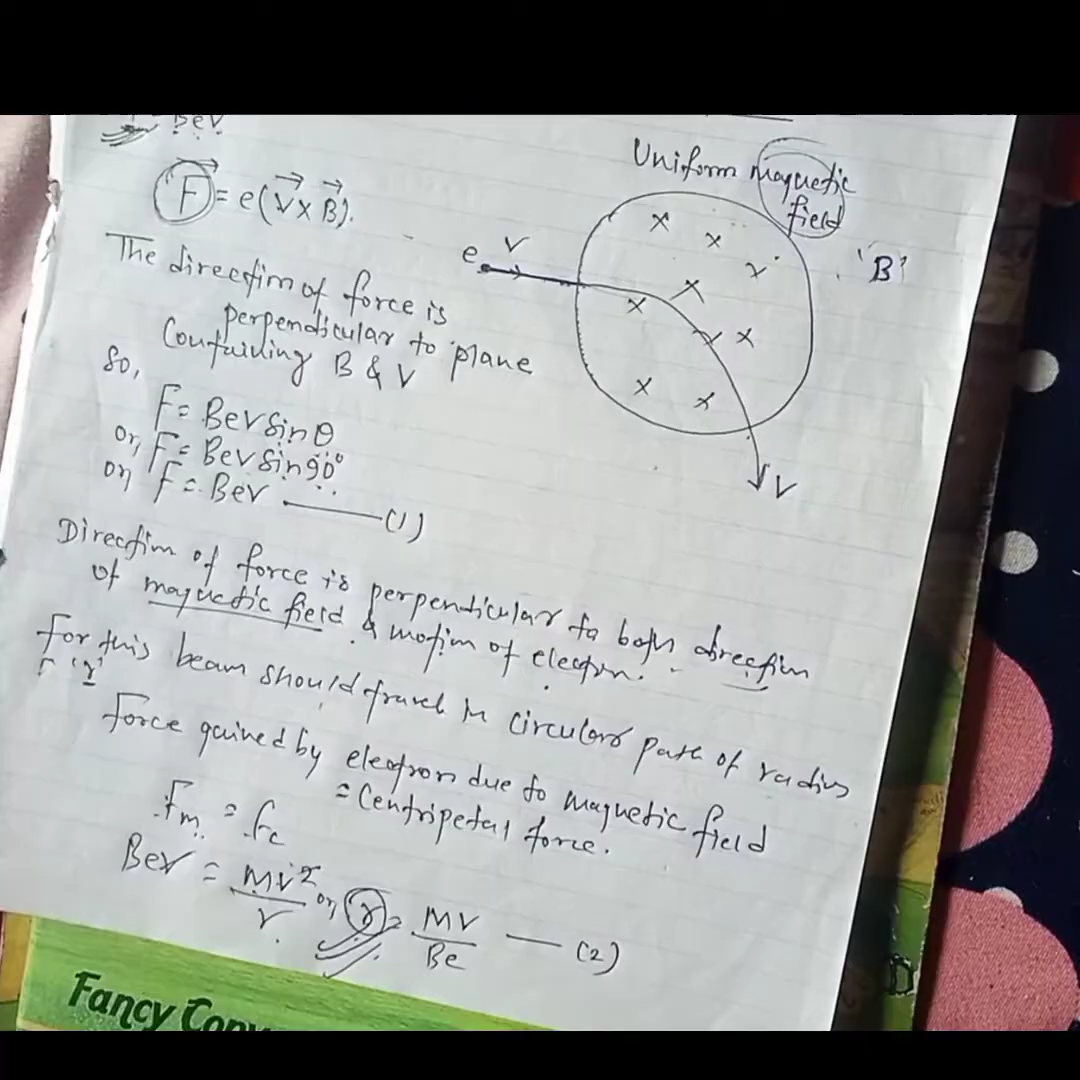 Bev
Uniform magnetic
field
'B'
F = e(V × B).
e V
The direction of force is
perpendicular to plane
Containing B & V
So,
F = Bev sinθ
or, F = Bev sin90°
or, F = Bev ——— (1)
V
Direction of force is perpendicular to both direction
of magnetic field & motion of electron.
For this beam should travel in circular path of radius
'r'
Force gained by electron due to magnetic field
= Centripetal force.
Fm = Fc
Bev = mv²/r or, r = mv/Be — (2)
Fancy Copy